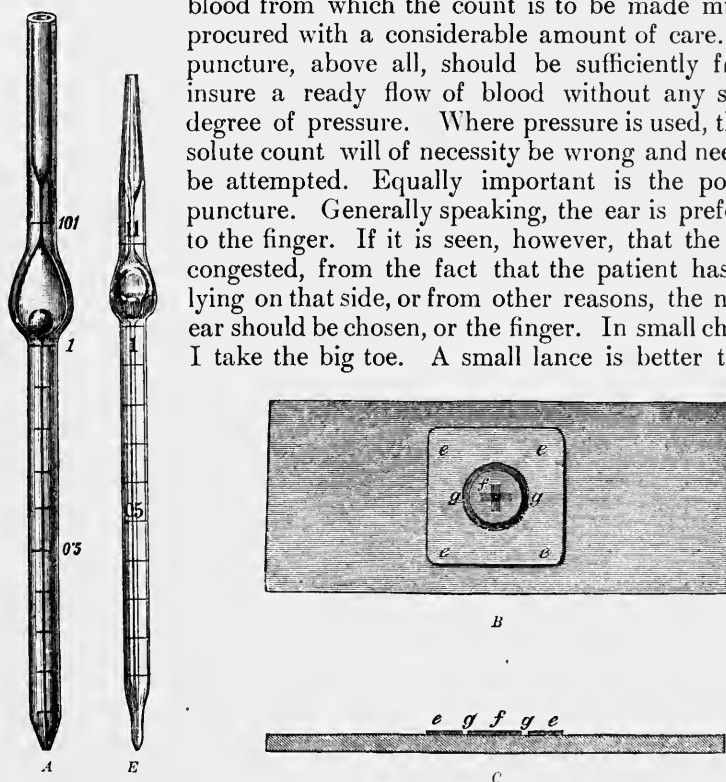 blood from which the count is to be made mu
procured with a considerable amount of care.
puncture, above all, should be sufficiently f
insure a ready flow of blood without any s
degree of pressure. Where pressure is used, t
solute count will of necessity be wrong and nee
be attempted. Equally important is the po
puncture. Generally speaking, the ear is pref
to the finger. If it is seen, however, that the
congested, from the fact that the patient has
lying on that side, or from other reasons, the n
ear should be chosen, or the finger. In small ch
I take the big toe. A small lance is better t
101
1
0.5
A
11
1
0.5
E
e e
f
g g
e e
B
e g f g e
C